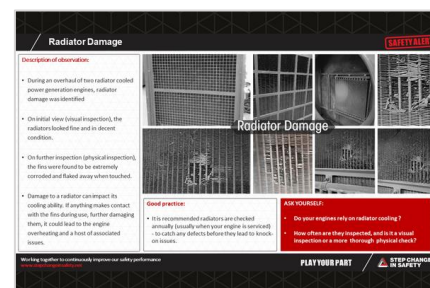 Radiator Damage
SAFETY ALERT
Description of observation:
• During an overhaul of two radiator cooled
power generation engines, radiator
damage was identified
• On initial view (visual inspection), the
radiators looked fine and in decent
condition.
• On further inspection (physical inspection),
the fins were found to be extremely
corroded and flaked away when touched.
• Damage to a radiator can impact its
cooling ability. If anything makes contact
with the fins during use, further damaging
them, it could lead to the engine
overheating and a host of associated
issues.
Radiator Damage
Good practice:
• It is recommended radiators are checked
annually (usually when your engine is serviced)
- to catch any defects before they lead to knock-
on issues.
ASK YOURSELF:
• Do your engines rely on radiator cooling ?
• How often are they inspected, and is it a visual
inspection or a more thorough physical check?
Working together to continuously improve our safety performance
www.stepchangeinsafety.net
PLAY YOUR PART
STEP CHANGE
IN SAFETY